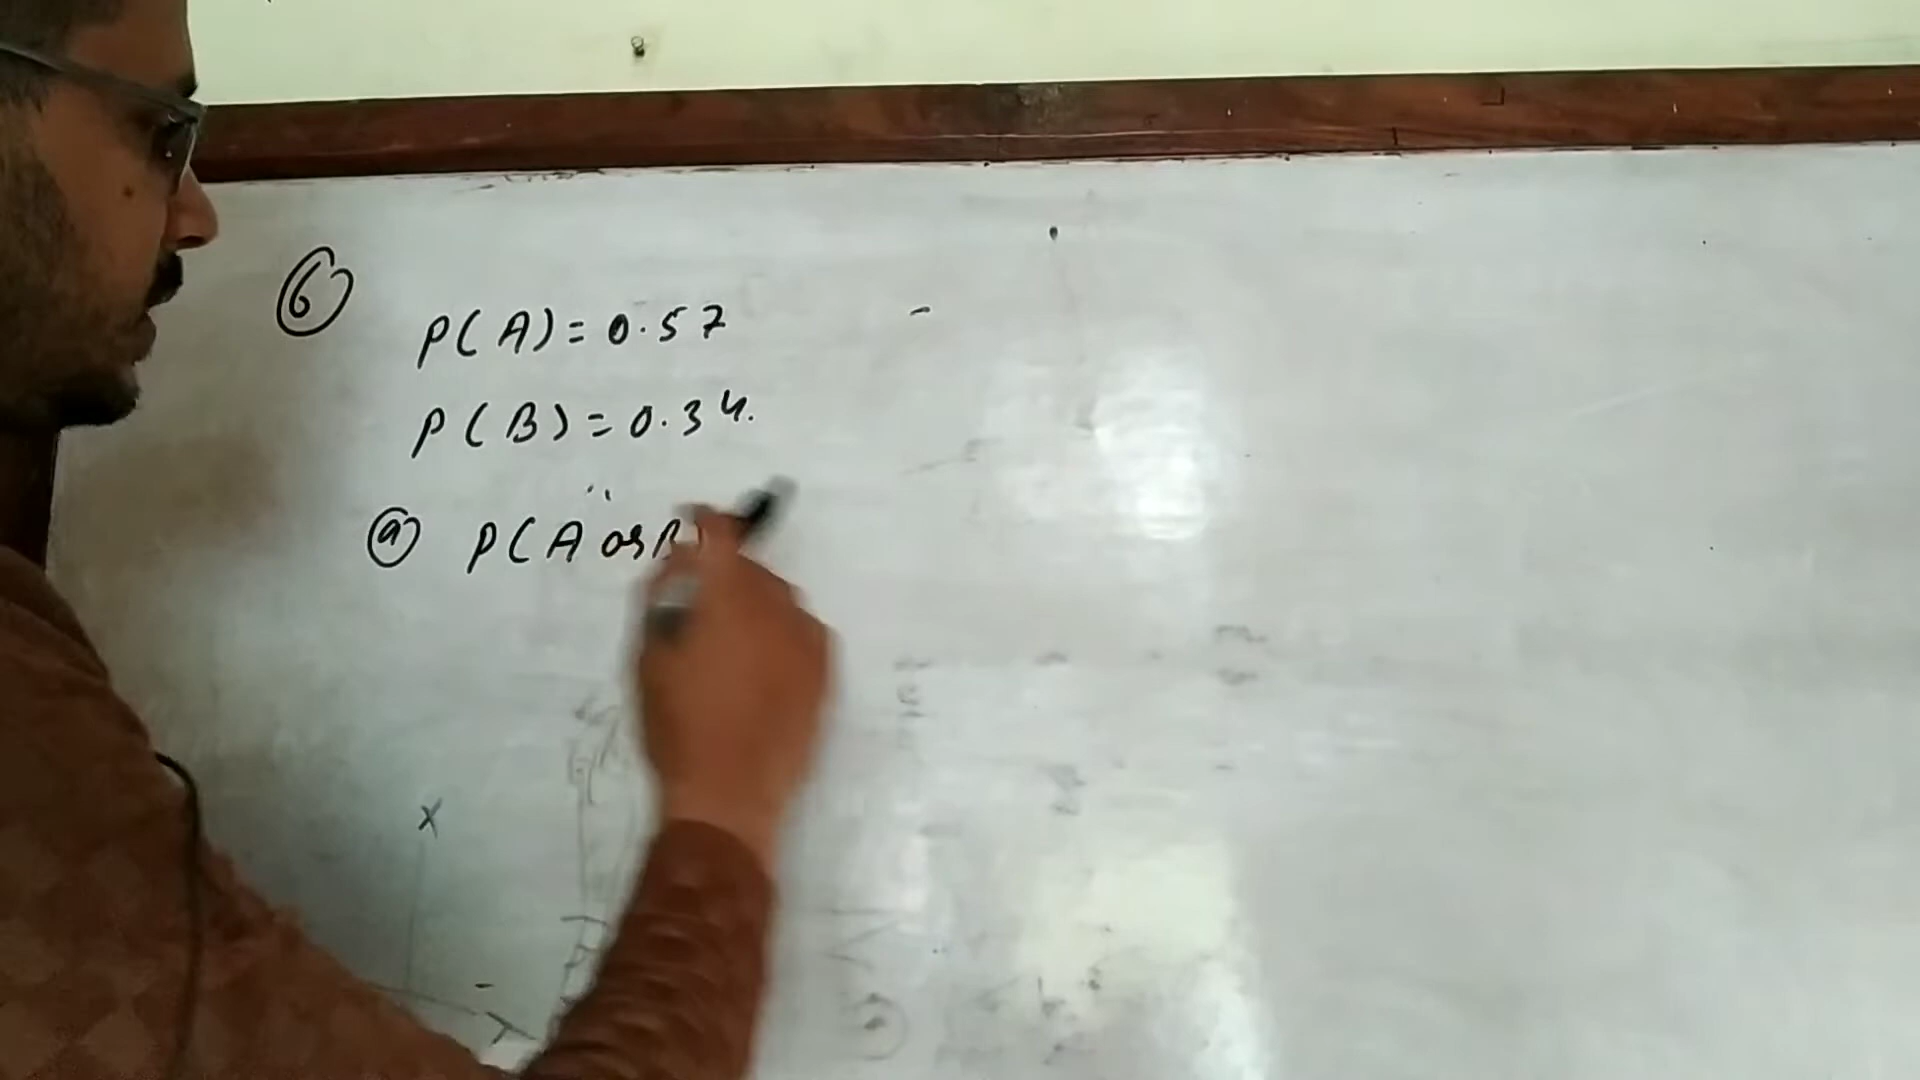 6
P(A) = 0.57
P(B) = 0.34.
a P(A or B)
X